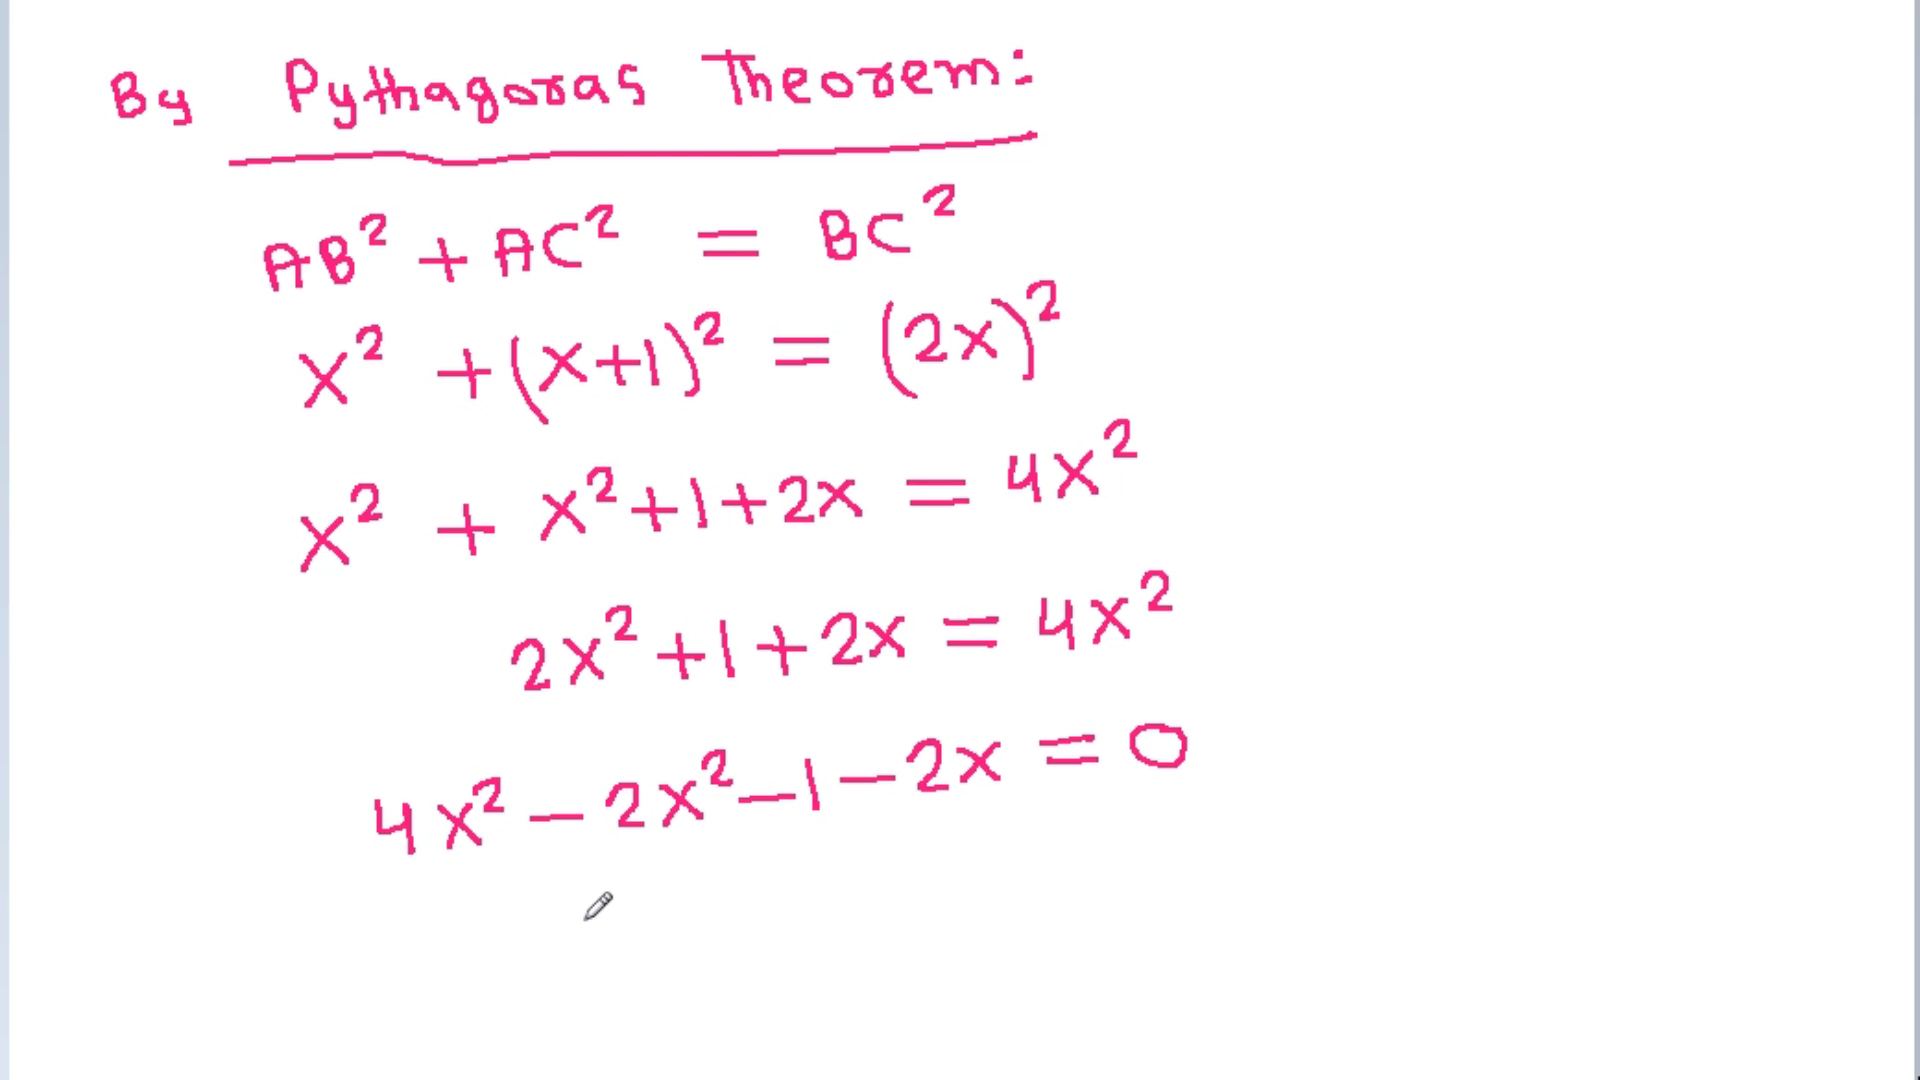 By Pythagoras Theorem:
AB² + AC² = BC²
x² + (x+1)² = (2x)²
x² + x²+1+2x = 4x²
2x²+1+2x = 4x²
4x² - 2x² - 1 - 2x = 0